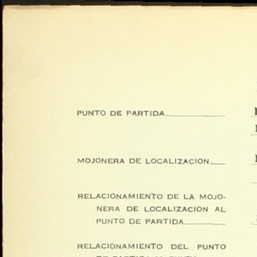 PUNTO DE PARTIDA
MOJONERA DE LOCALIZACION
RELACIONAMIENTO DE LA MOJO-
NERA DE LOCALIZACION AL
PUNTO DE PARTIDA
RELACIONAMIENTO DEL PUNTO